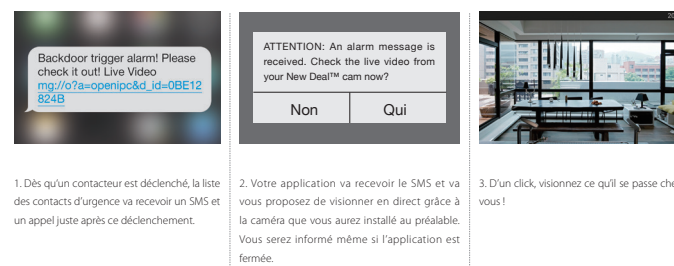 Backdoor trigger alarm! Please
check it out! Live Video
mg://o?a=openipc&d_id=0BE12
824B
ATTENTION: An alarm message is
received. Check the live video from
your New Deal™ cam now?
Non
Qui
20
1. Dès qu'un contacteur est déclenché, la liste
des contacts d'urgence va recevoir un SMS et
un appel juste après ce déclenchement.
2. Votre application va recevoir le SMS et va
vous proposez de visionner en direct grâce à
la caméra que vous aurez installé au préalable.
Vous serez informé même si l'application est
fermée.
3. D'un click, visionnez ce qu'il se passe che
vous !